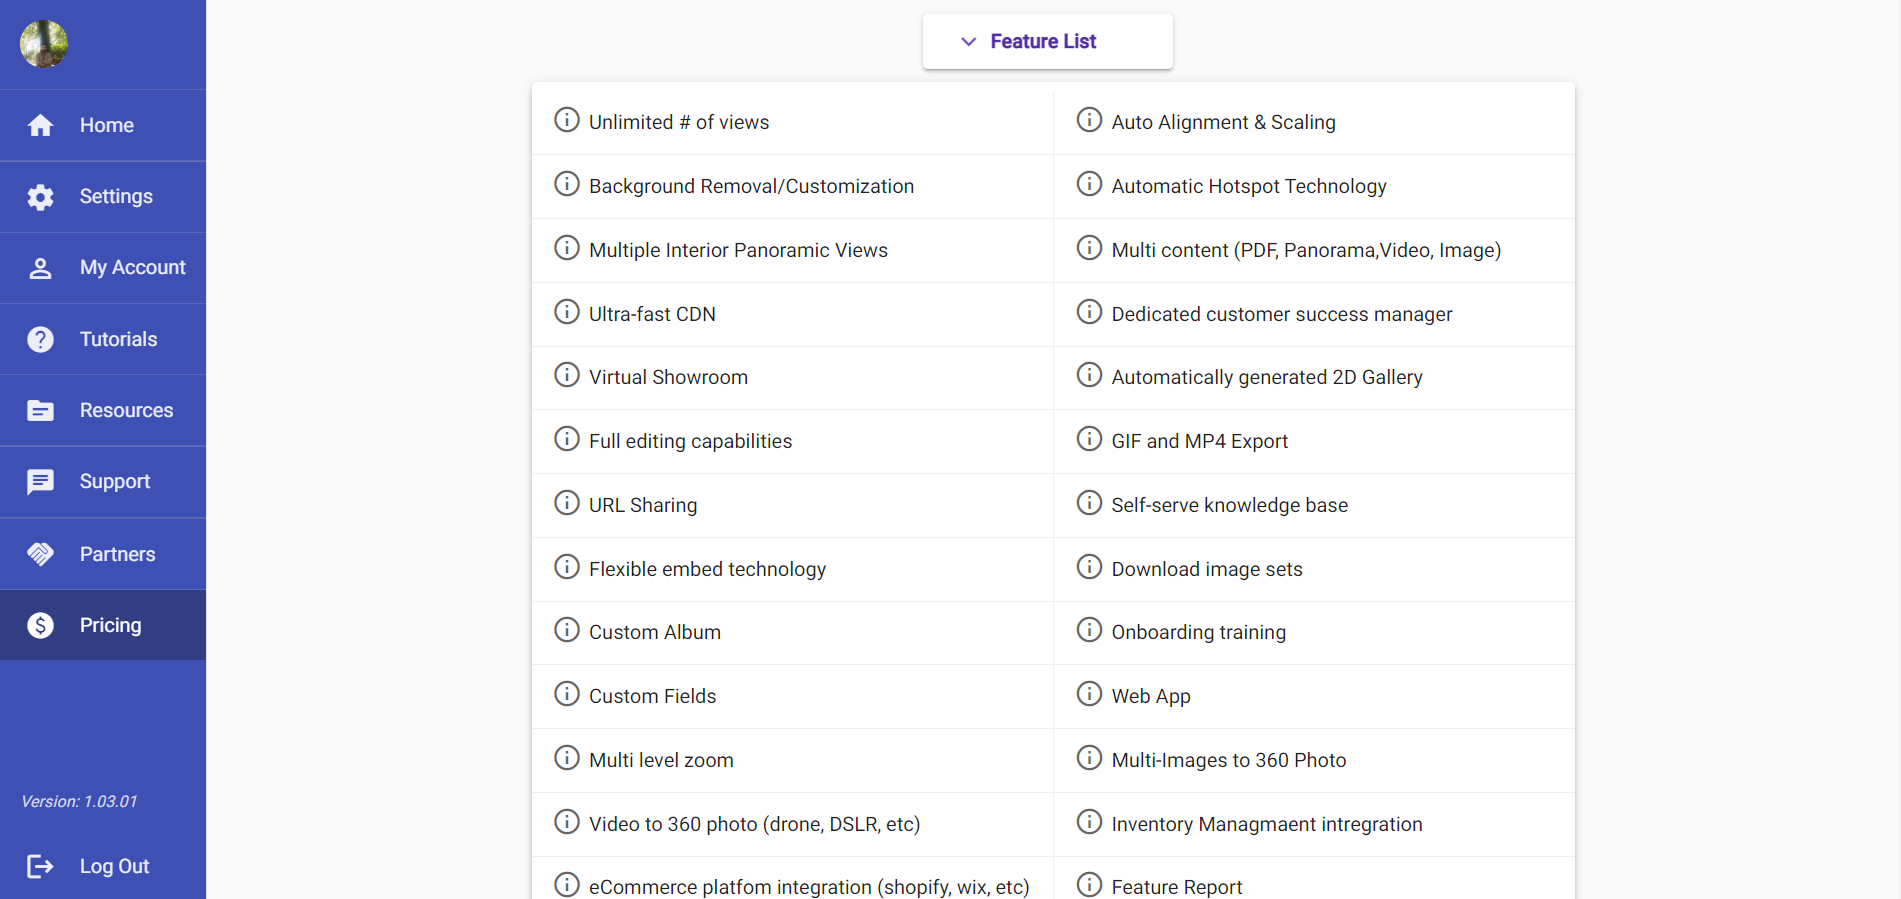 Home
Settings
My Account
Tutorials
Resources
Support
Partners
Pricing
Version: 1.03.01
Log Out
Feature List
Unlimited # of views
Auto Alignment & Scaling
Background Removal/Customization
Automatic Hotspot Technology
Multiple Interior Panoramic Views
Multi content (PDF, Panorama,Video, Image)
Ultra-fast CDN
Dedicated customer success manager
Virtual Showroom
Automatically generated 2D Gallery
Full editing capabilities
GIF and MP4 Export
URL Sharing
Self-serve knowledge base
Flexible embed technology
Download image sets
Custom Album
Onboarding training
Custom Fields
Web App
Multi level zoom
Multi-Images to 360 Photo
Video to 360 photo (drone, DSLR, etc)
Inventory Managmaent intregration
eCommerce platfom integration (shopify, wix, etc)
Feature Report